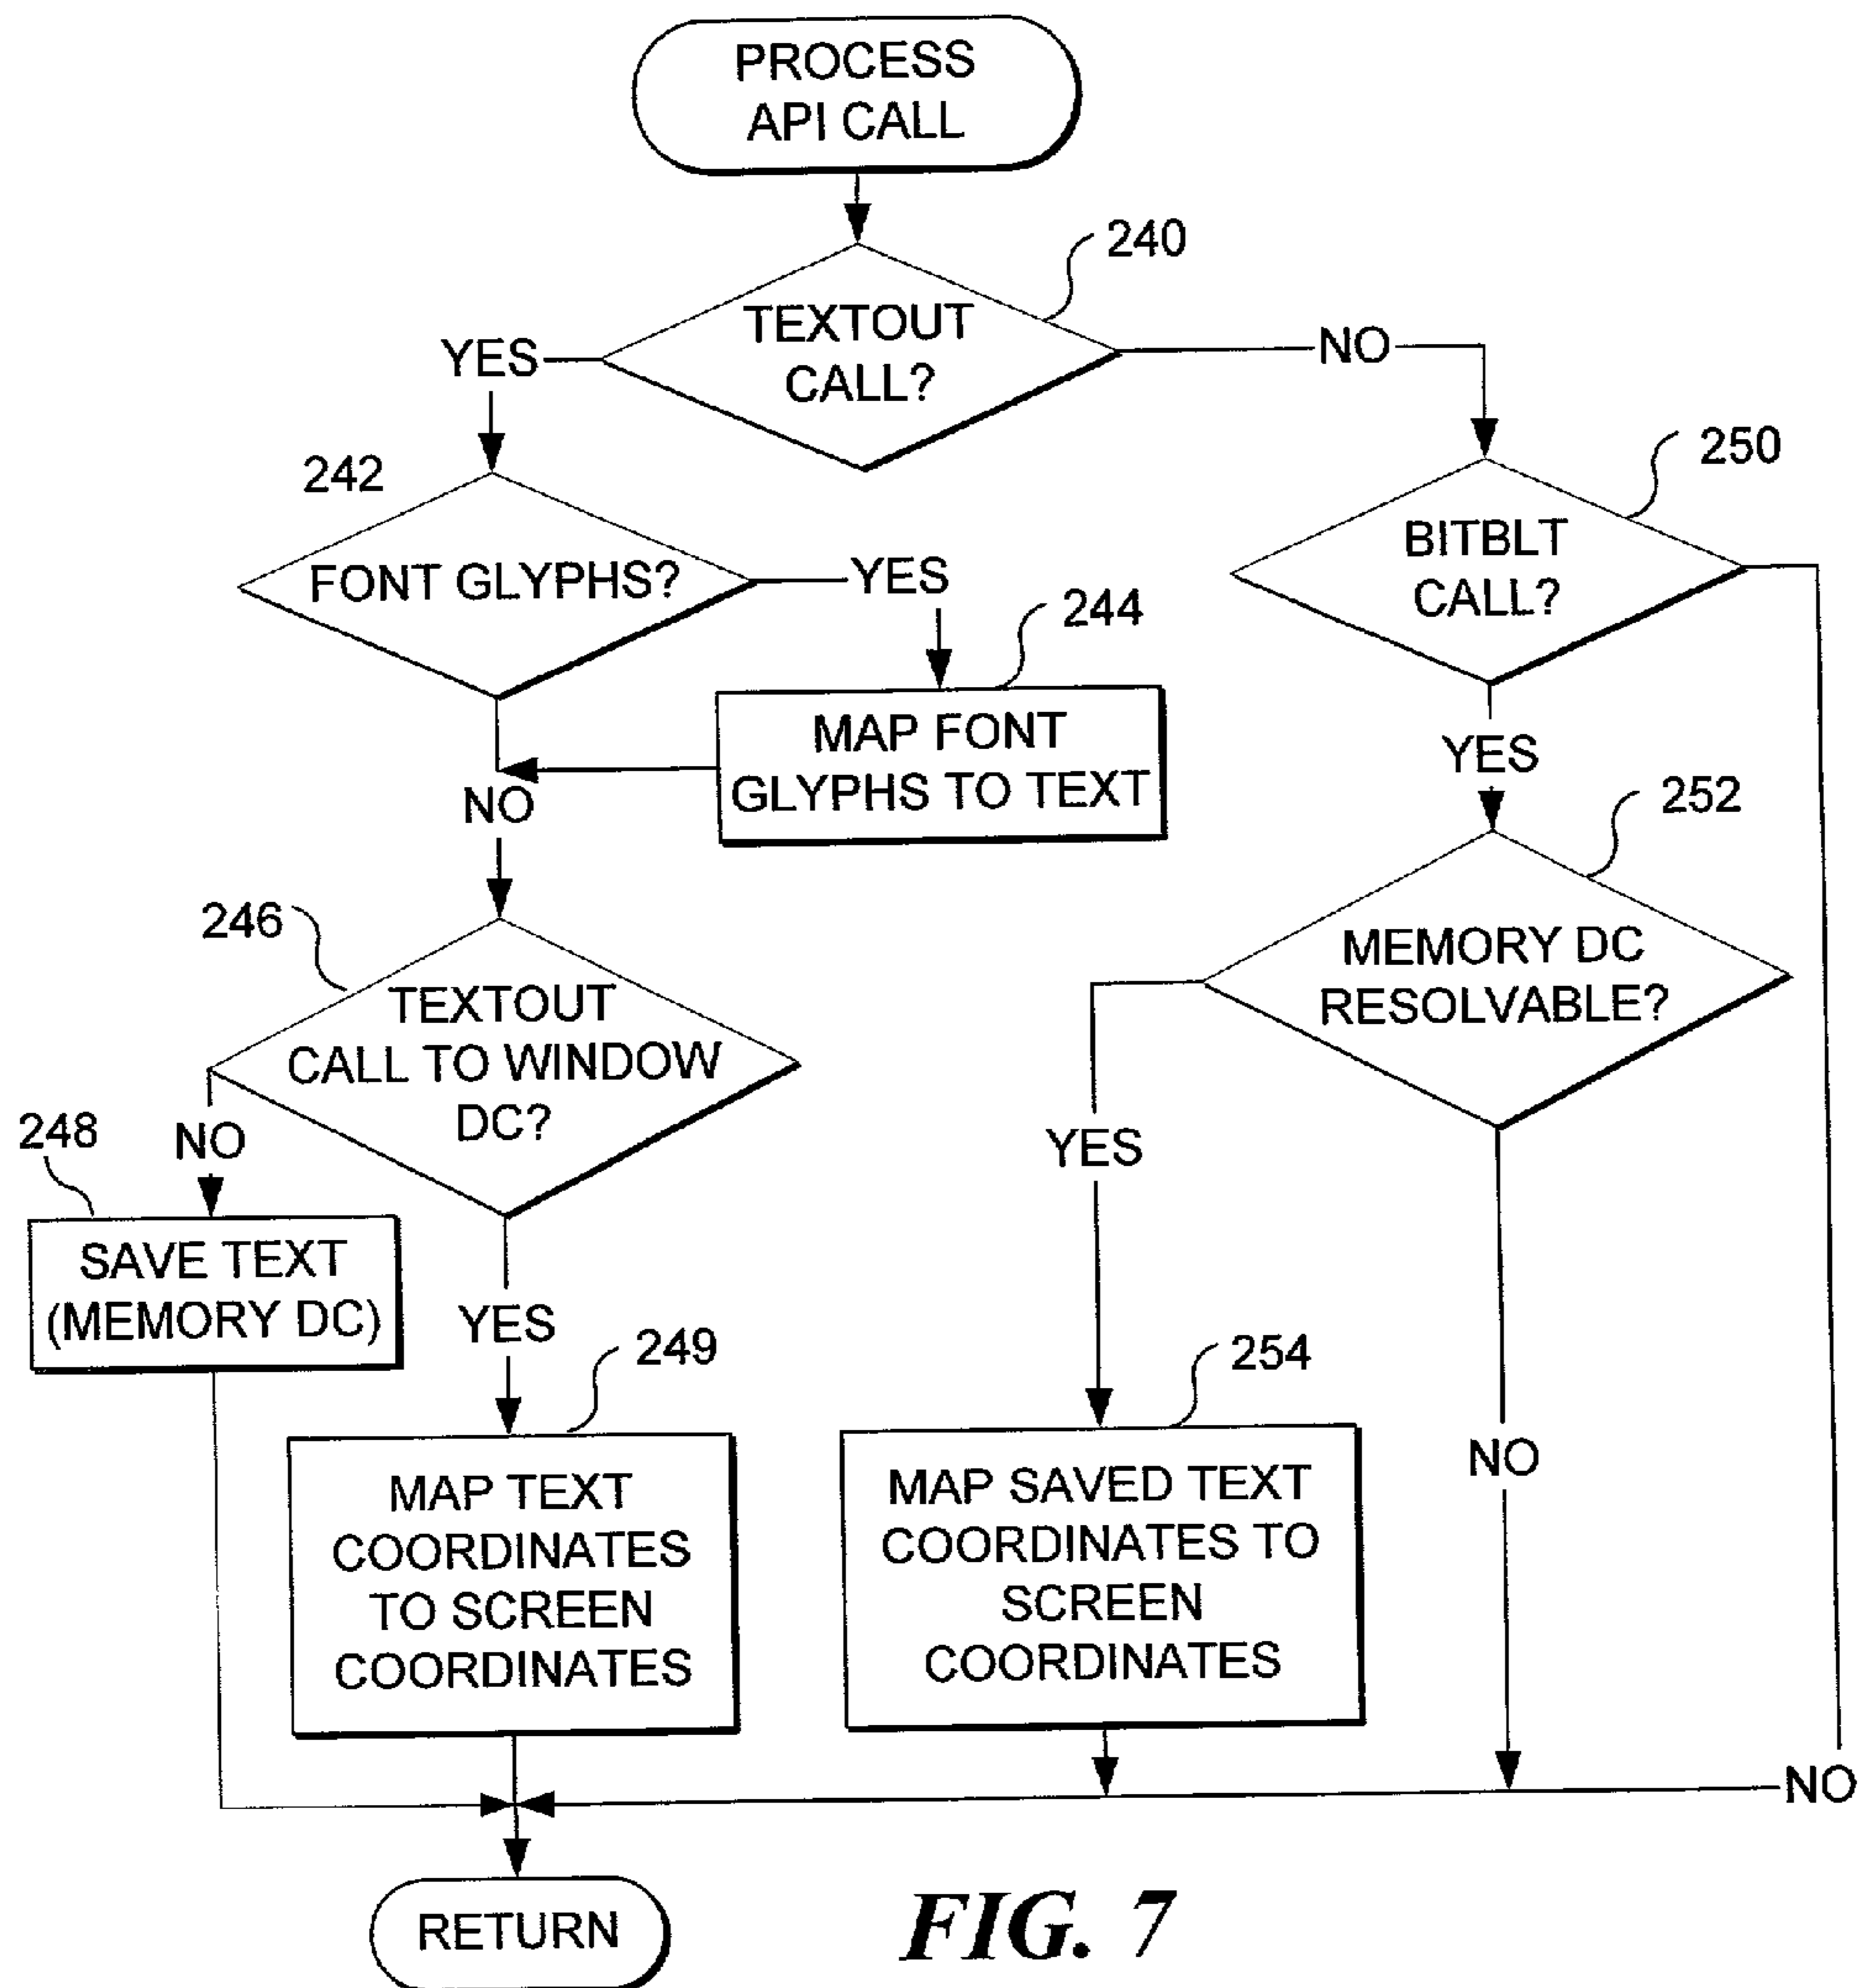 PROCESS
API CALL
240
TEXTOUT
CALL?
YES
NO
242
FONT GLYPHS?
YES
244
MAP FONT
GLYPHS TO TEXT
NO
250
BITBLT
CALL?
YES
252
MEMORY DC
RESOLVABLE?
246
TEXTOUT
CALL TO WINDOW
DC?
NO
248
SAVE TEXT
(MEMORY DC)
YES
249
MAP TEXT
COORDINATES
TO SCREEN
COORDINATES
YES
254
MAP SAVED TEXT
COORDINATES TO
SCREEN
COORDINATES
NO
NO
RETURN
FIG. 7